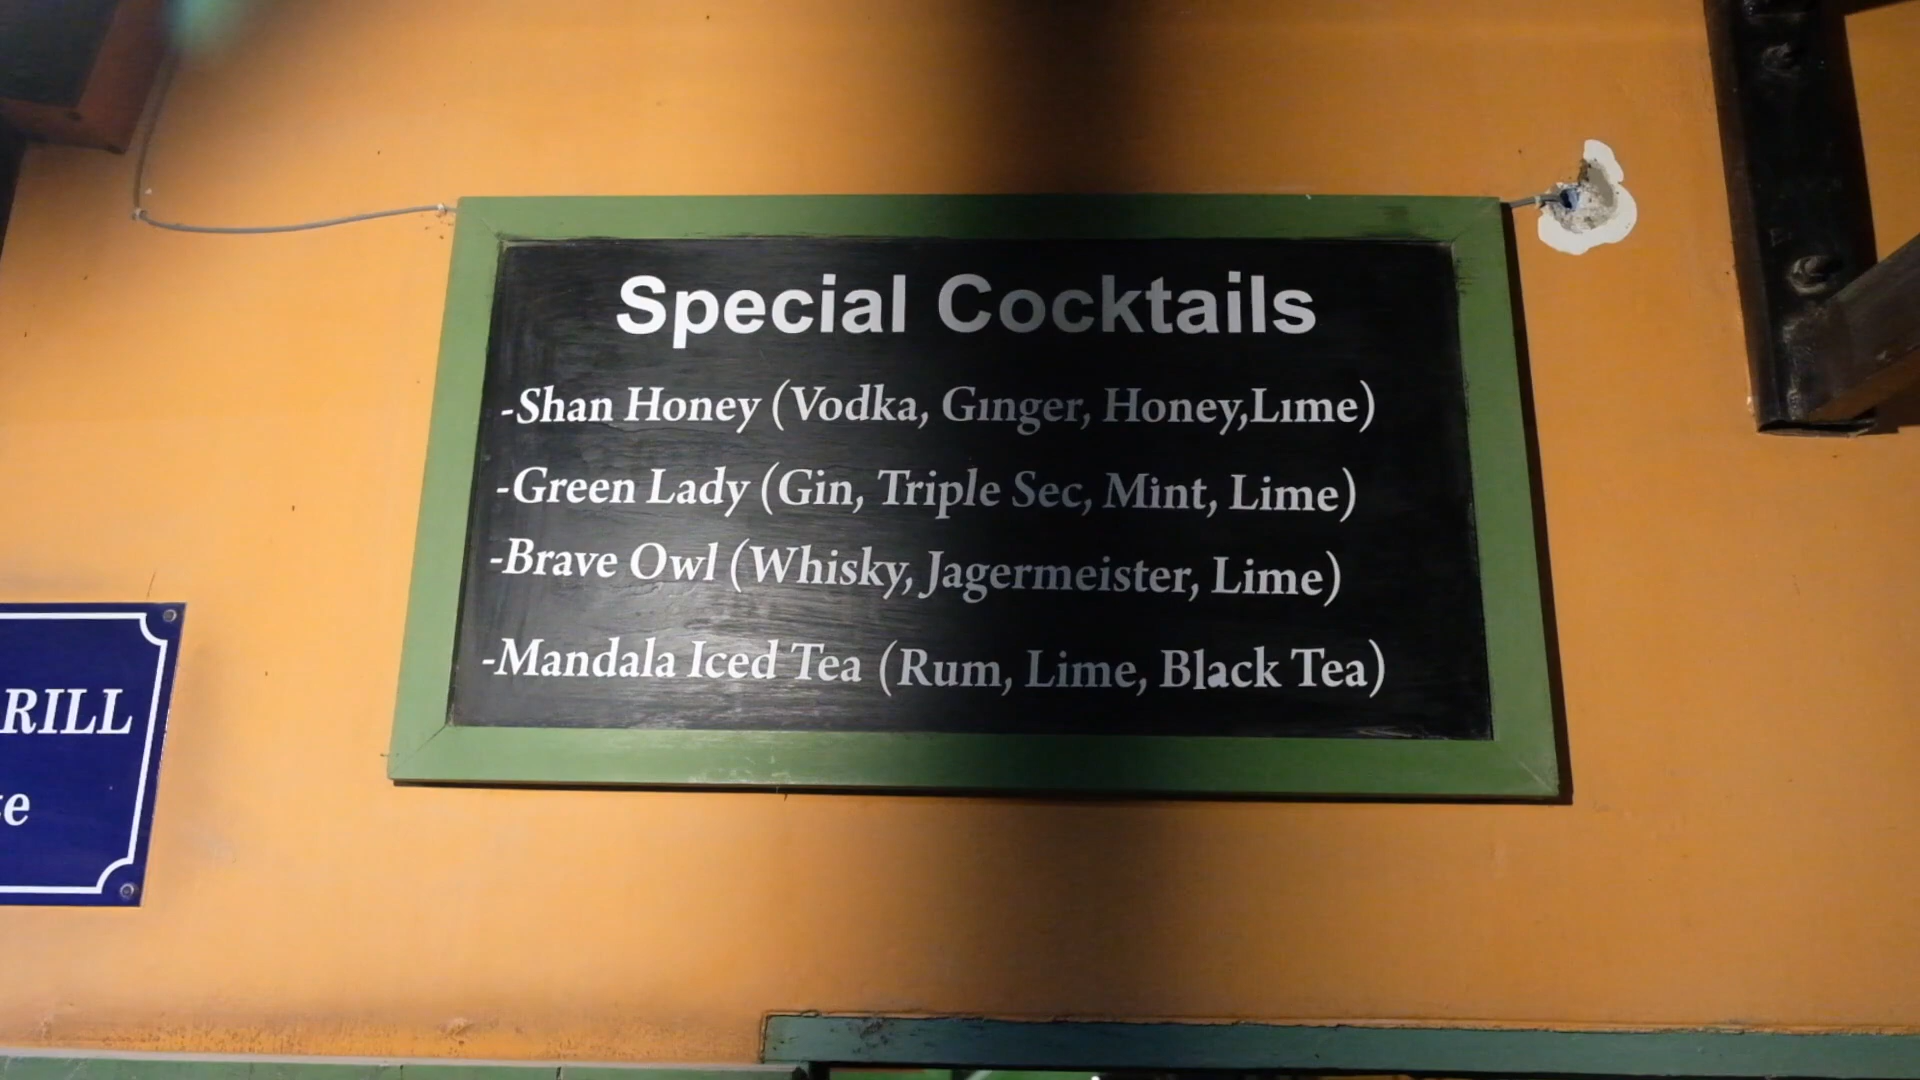 Special Cocktails
-Shan Honey (Vodka, Ginger, Honey,Lime)
-Green Lady (Gin, Triple Sec, Mint, Lime)
-Brave Owl (Whisky, Jagermeister, Lime)
-Mandala Iced Tea (Rum, Lime, Black Tea)
RILL